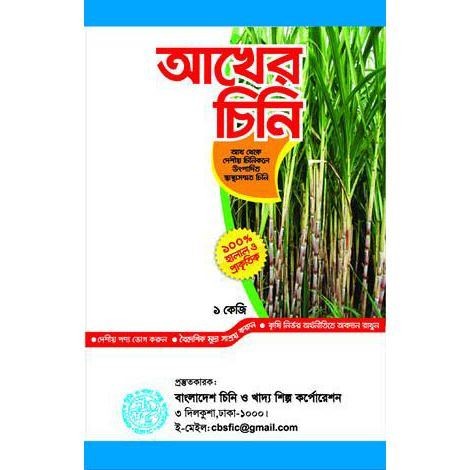 আখের
চিনি
আখ থেকে
দেশীয় চিনিকলে
উৎপাদিত
স্বাস্থ্যসম্মত চিনি
১০০%
হালাল ও
প্রাকৃতিক
১ কেজি
• দেশীয় পণ্য ভোগ করুন • বৈদেশিক মুদ্রা সাশ্রয় করুন • কৃষি নির্ভর অর্থনীতিতে অবদান রাখুন
প্রস্তুতকারক:
বাংলাদেশ চিনি ও খাদ্য শিল্প কর্পোরেশন
৩ দিলকুশা,ঢাকা-১০০০।
ই-মেইল: cbsfic@gmail.com